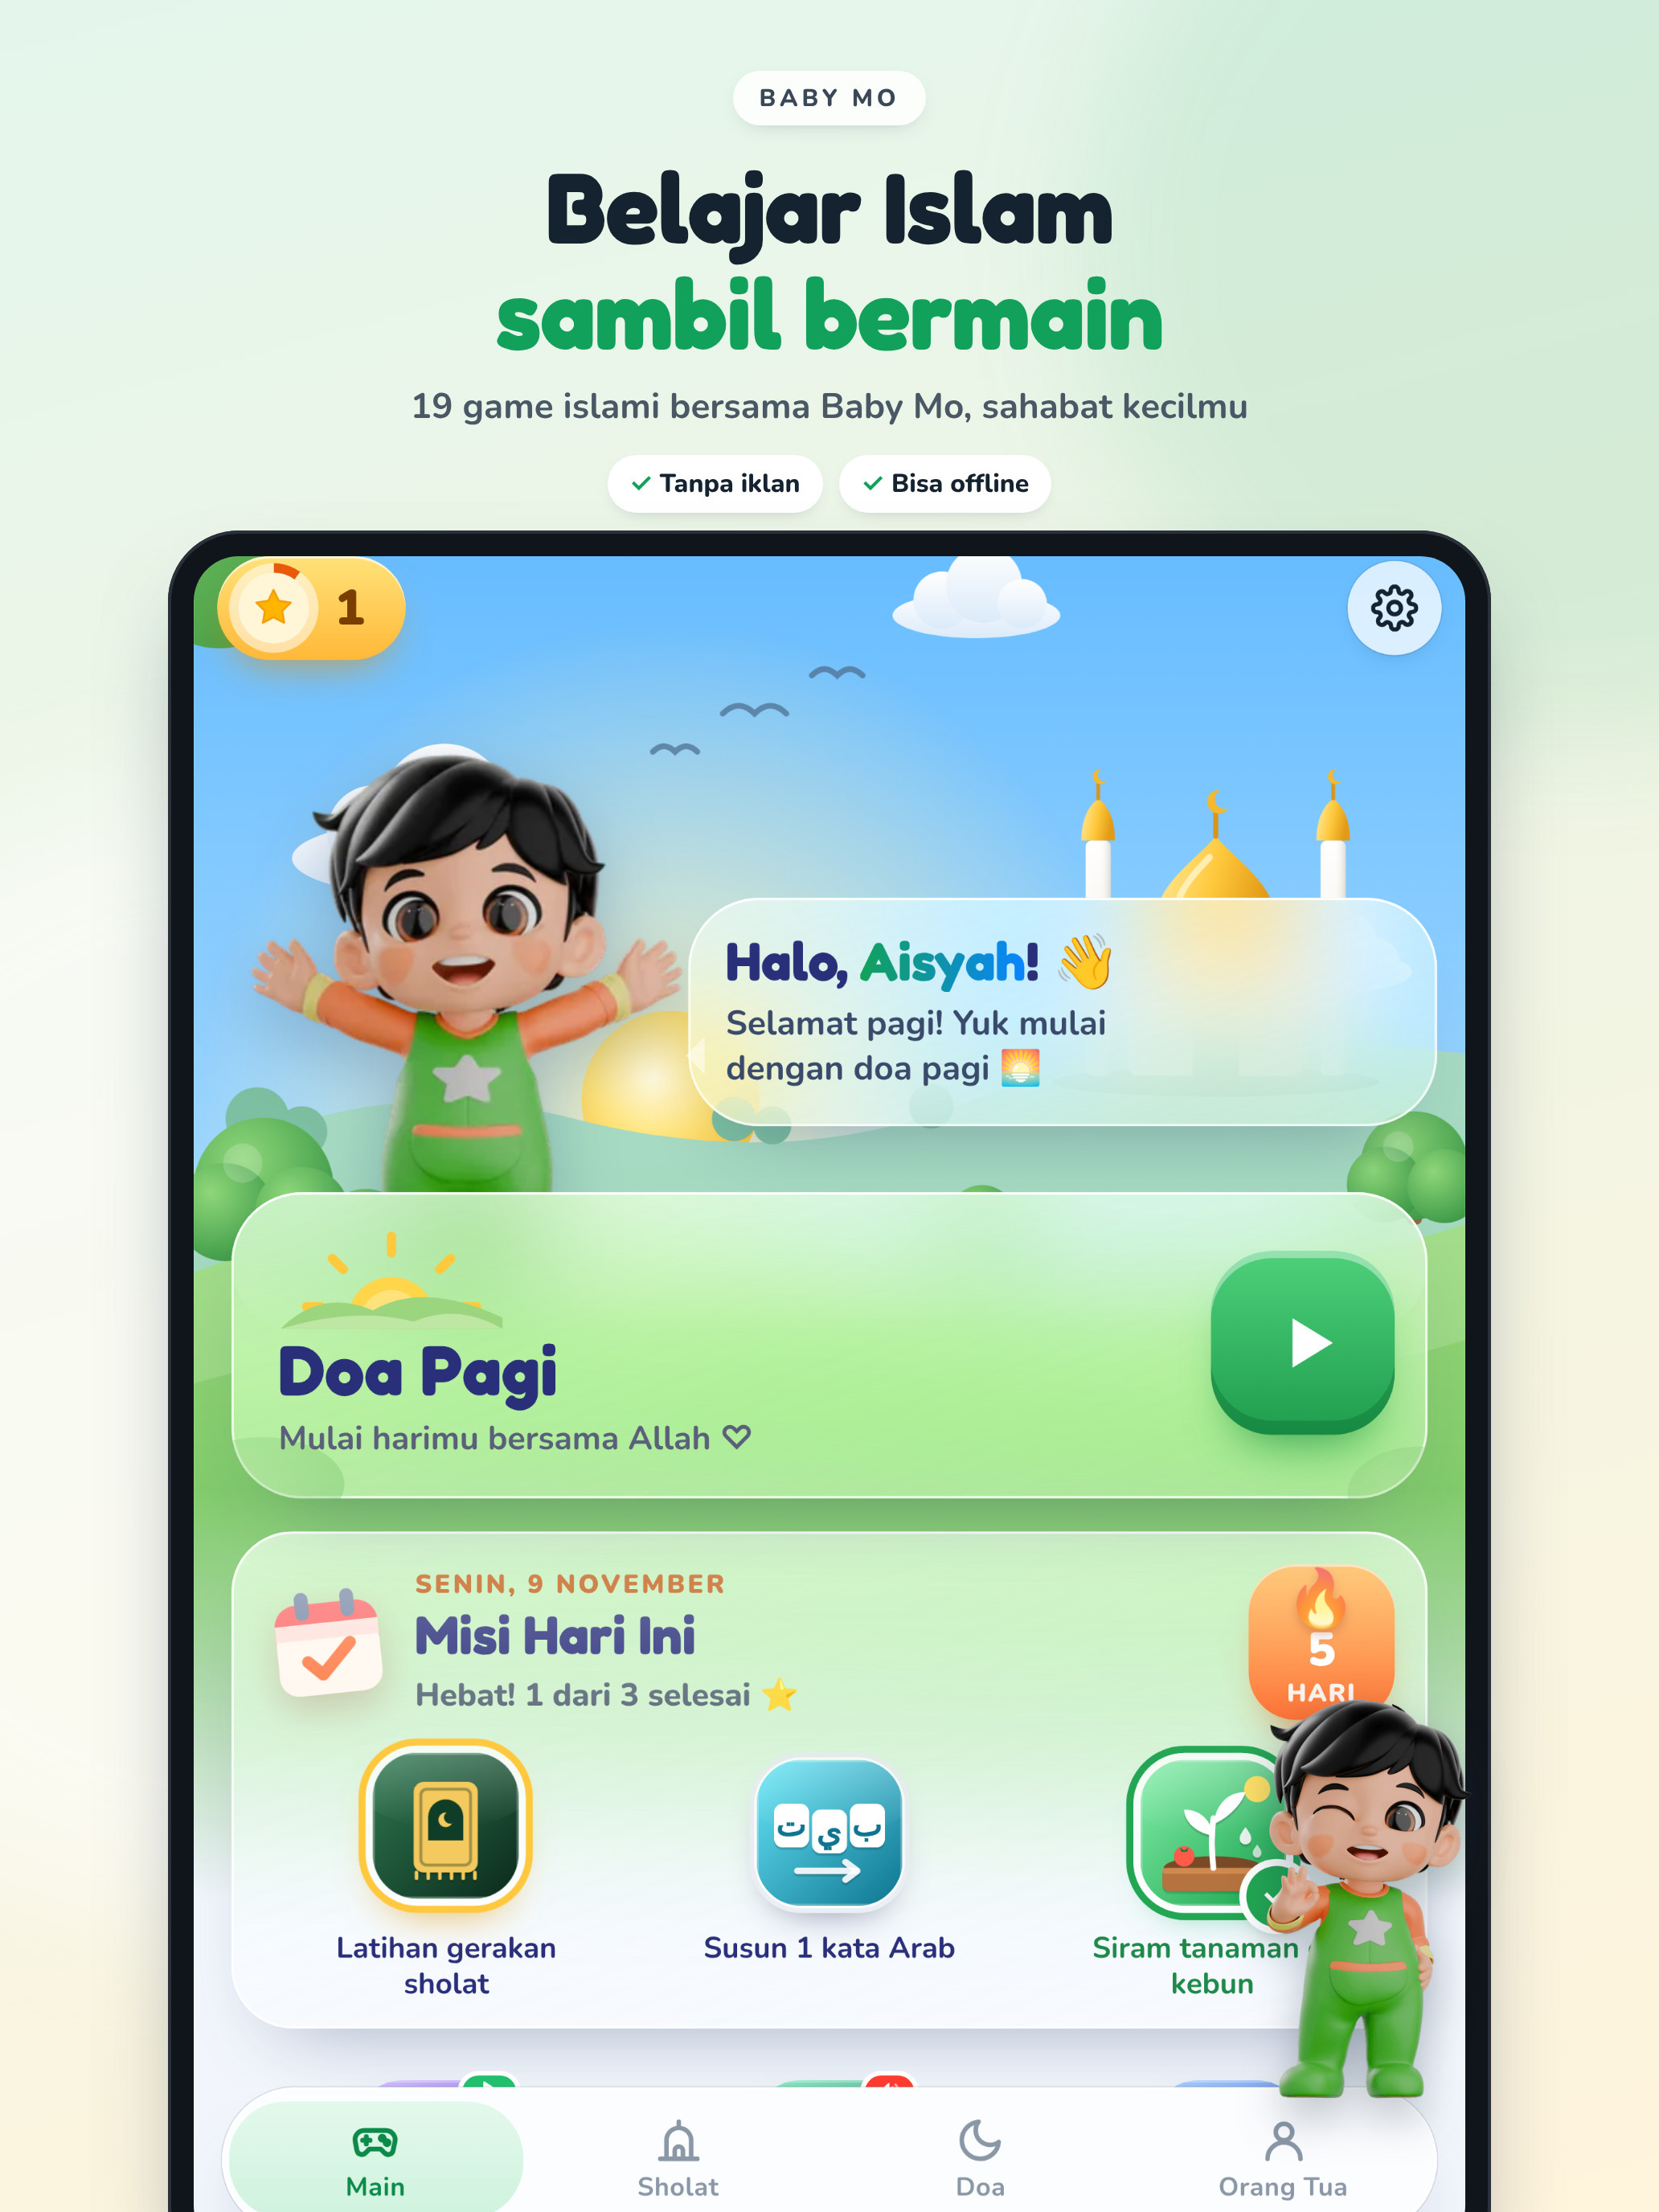 BABY MO
Belajar Islam
sambil bermain
19 game islami bersama Baby Mo, sahabat kecilmu
Tanpa iklan
Bisa offline
1
Halo, Aisyah! 👋
Selamat pagi! Yuk mulai
dengan doa pagi 🌅
Doa Pagi
Mulai harimu bersama Allah ♡
SENIN, 9 NOVEMBER
Misi Hari Ini
Hebat! 1 dari 3 selesai ⭐
🔥
5
HARI
ب ي ت
Latihan gerakan
sholat
Susun 1 kata Arab
Siram tanaman
kebun
Main
Sholat
Doa
Orang Tua